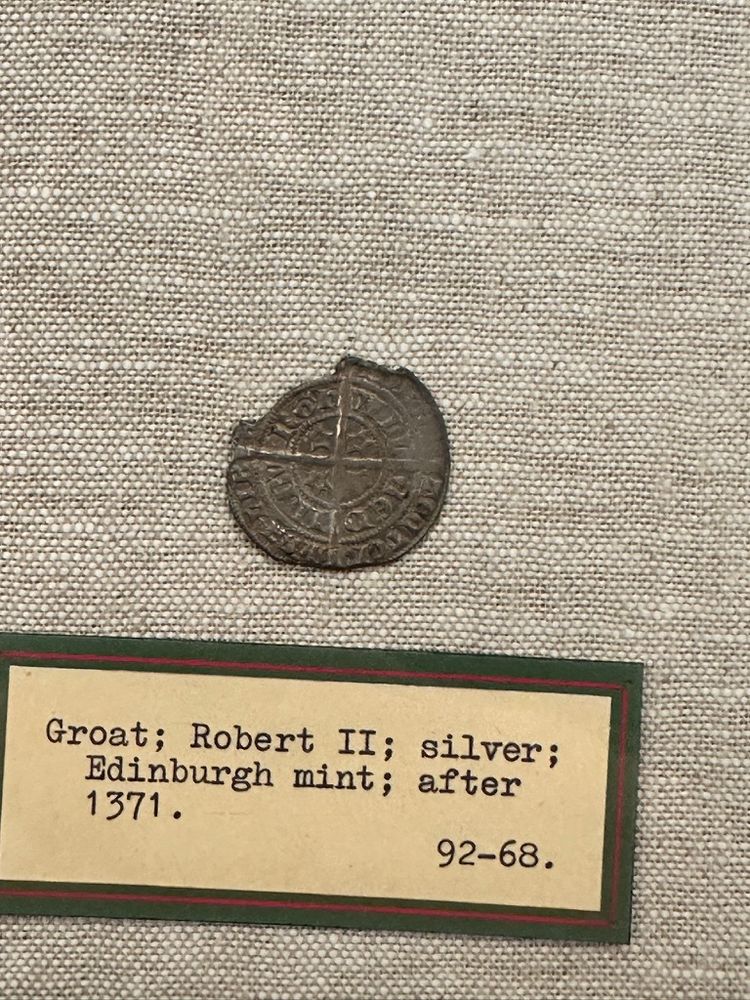 Groat; Robert II; silver;
Edinburgh mint; after
1371.
92-68.